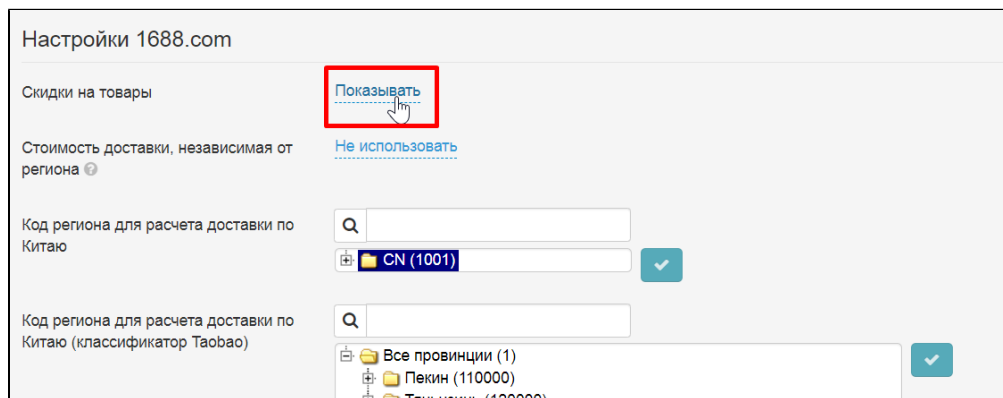 Настройки 1688.com
Скидки на товары
Показывать
Стоимость доставки, независимая от
региона
Не использовать
Код региона для расчета доставки по
Китаю
CN (1001)
Код региона для расчета доставки по
Китаю (классификатор Taobao)
Все провинции (1)
Пекин (110000)